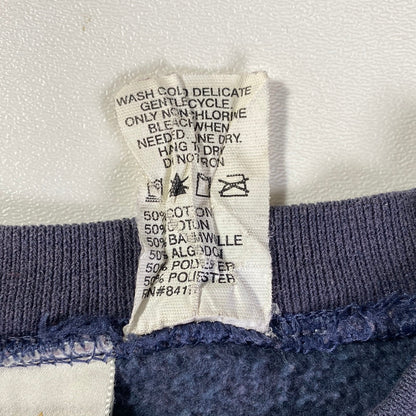 WASH COLD DELICATE
GENTLE CYCLE.
ONLY NON CHLORINE
BLEACH WHEN
NEEDED. LINE DRY.
HANG TO DRY
DO NOT IRON
50% COTTON
50% COTON
50% BAUMWOLLE
50% ALGODON
50% POLYESTER
50% POLIESTER
RN#841